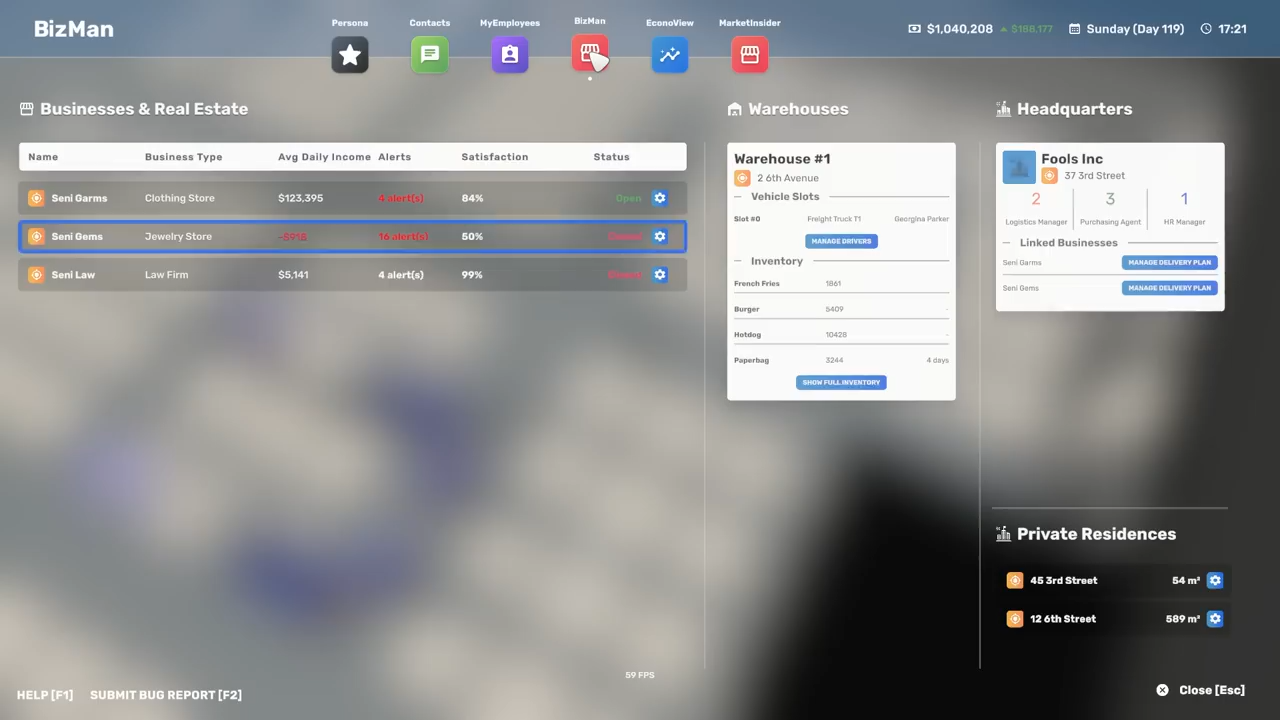 BizMan
Persona
Contacts
MyEmployees
BizMan
EconoView
MarketInsider
$1,040,208 $188,177 Sunday (Day 119) 17:21
Businesses & Real Estate
Name Business Type Avg Daily Income Alerts Satisfaction Status
Seni Garms Clothing Store $123,395 4 alert(s) 84% Open
Seni Gems Jewelry Store -$918 16 alert(s) 50% Closed
Seni Law Law Firm $5,141 4 alert(s) 99% Closed
Warehouses
Warehouse #1
2 6th Avenue
Vehicle Slots
Slot #0 Freight Truck T1 Georgina Parker
MANAGE DRIVERS
Inventory
French Fries 1861
Burger 5409 -
Hotdog 10428 -
Paperbag 3244 4 days
SHOW FULL INVENTORY
Headquarters
Fools Inc
37 3rd Street
2 3 1
Logistics Manager Purchasing Agent HR Manager
Linked Businesses
Seni Garms MANAGE DELIVERY PLAN
Seni Gems MANAGE DELIVERY PLAN
Private Residences
45 3rd Street 54 m²
12 6th Street 589 m²
59 FPS
HELP [F1] SUBMIT BUG REPORT [F2]
Close [Esc]